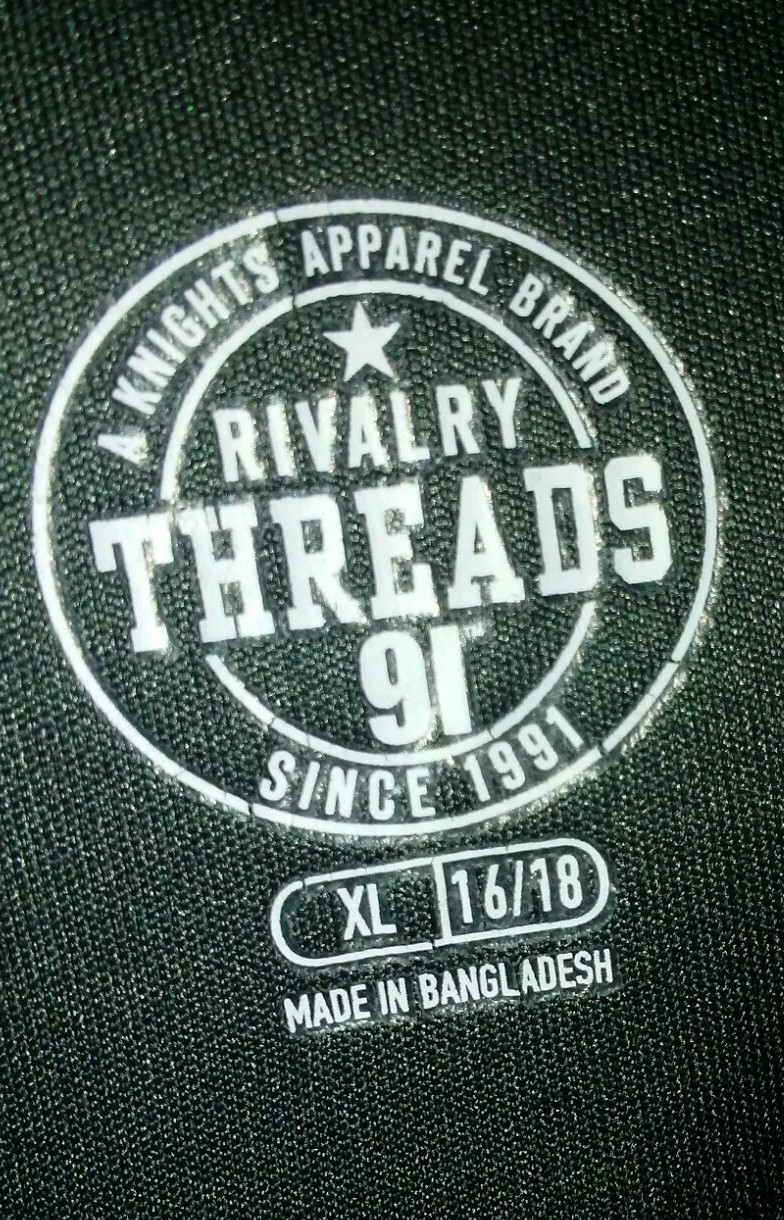 A KNIGHTS APPAREL BRAND
RIVALRY
THREADS
91
SINCE 1991
XL 16/18
MADE IN BANGLADESH